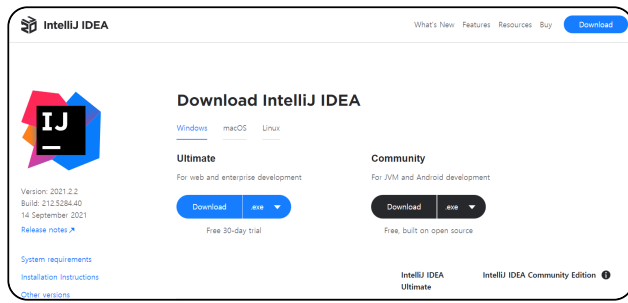 IntelliJ IDEA
What's New Features Resources Buy Download
Download IntelliJ IDEA
Windows macOS Linux
IJ
Ultimate
For web and enterprise development
Download .exe
Free 30-day trial
Community
For JVM and Android development
Download .exe
Free, built on open source
Version: 2021.2.2
Build: 212.5284.40
14 September 2021
Release notes ↗
System requirements
Installation Instructions
Other versions
IntelliJ IDEA
Ultimate
IntelliJ IDEA Community Edition